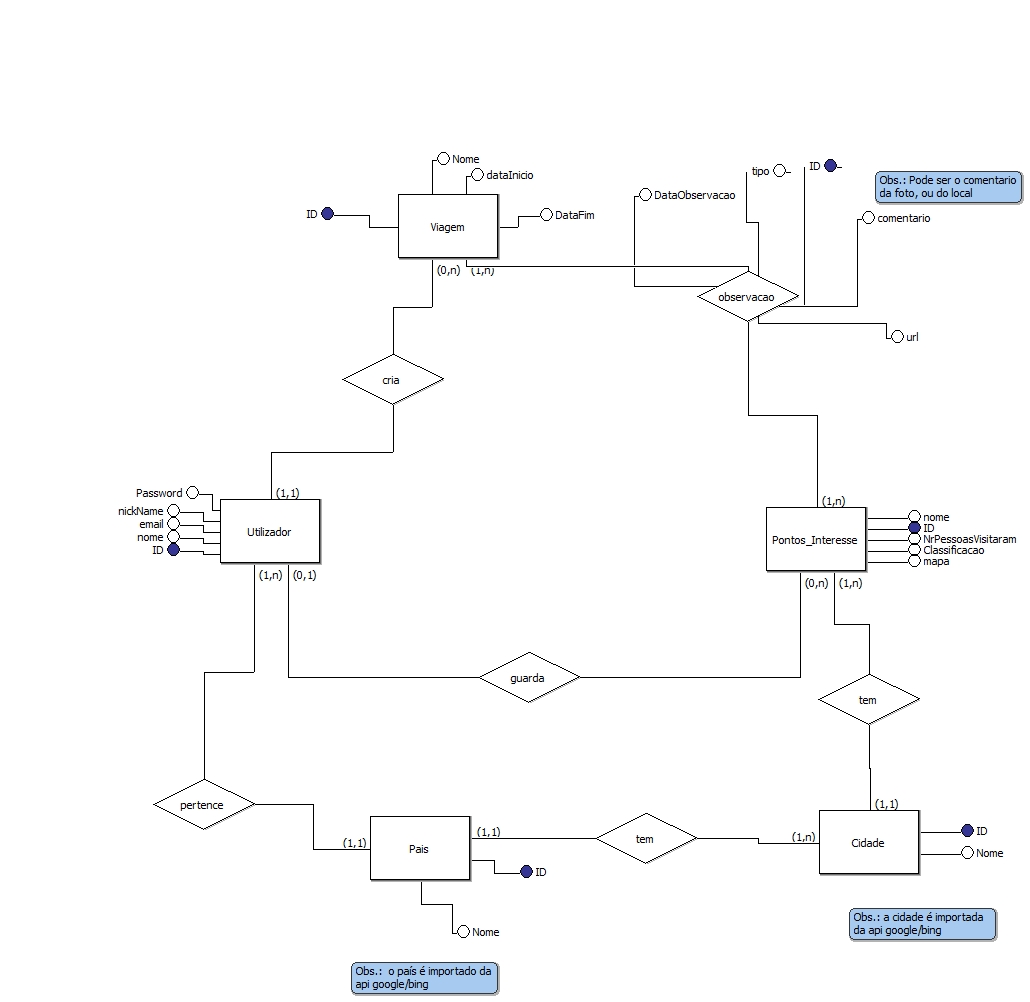 Nome
dataInicio
ID
DataFim
Viagem
(0,n)
(1,n)
DataObservacao
tipo
ID
Obs.: Pode ser o comentario
da foto, ou do local
comentario
observacao
url
cria
Password
nickName
email
nome
ID
(1,1)
Utilizador
(1,n)
(0,1)
(1,n)
Pontos_Interesse
nome
ID
NrPessoasVisitaram
Classificacao
mapa
(0,n)
(1,n)
guarda
tem
pertence
(1,1)
Pais
(1,1)
ID
Nome
tem
(1,n)
(1,1)
Cidade
ID
Nome
Obs.: a cidade é importada
da api google/bing
Obs.: o país é importado da
api google/bing